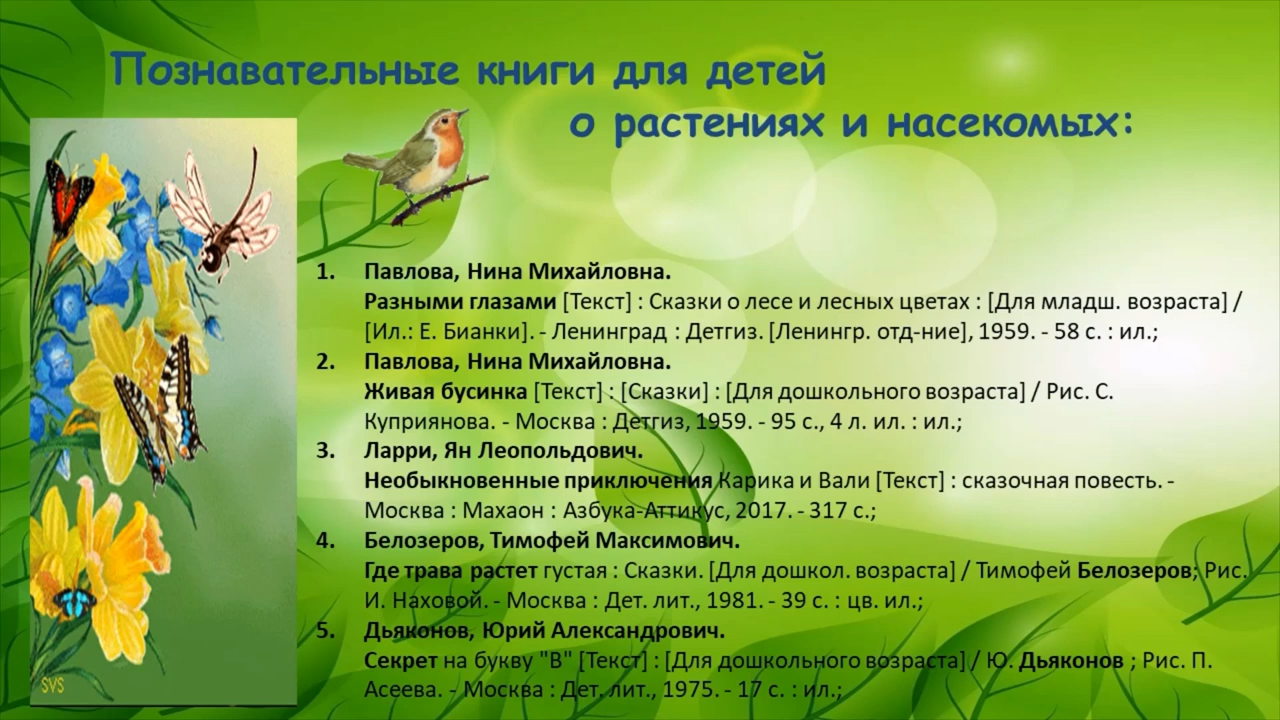 Познавательные книги для детей
о растениях и насекомых:
1. Павлова, Нина Михайловна.
Разными глазами [Текст] : Сказки о лесе и лесных цветах : [Для младш. возраста] /
[Ил.: Е. Бианки]. - Ленинград : Детгиз. [Ленингр. отд-ние], 1959. - 58 с. : ил.;
2. Павлова, Нина Михайловна.
Живая бусинка [Текст] : [Сказки] : [Для дошкольного возраста] / Рис. С.
Куприянова. - Москва : Детгиз, 1959. - 95 с., 4 л. ил. : ил.;
3. Ларри, Ян Леопольдович.
Необыкновенные приключения Карика и Вали [Текст] : сказочная повесть. -
Москва : Махаон : Азбука-Аттикус, 2017. - 317 с.;
4. Белозеров, Тимофей Максимович.
Где трава растет густая : Сказки. [Для дошкол. возраста] / Тимофей Белозеров; Рис.
И. Наховой. - Москва : Дет. лит., 1981. - 39 с. : цв. ил.;
5. Дьяконов, Юрий Александрович.
Секрет на букву "В" [Текст] : [Для дошкольного возраста] / Ю. Дьяконов ; Рис. П.
Асеева. - Москва : Дет. лит., 1975. - 17 с. : ил.;
SVS